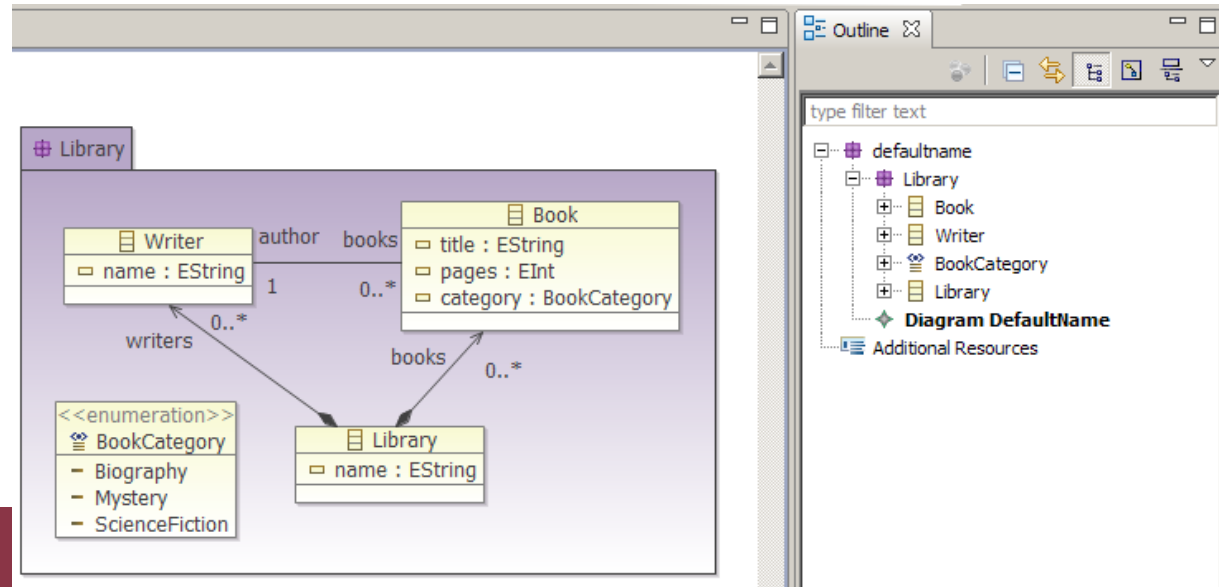 Library
Writer
name : EString
author
books
1
0..*
Book
title : EString
pages : EInt
category : BookCategory
0..*
writers
books
0..*
<<enumeration>>
BookCategory
Biography
Mystery
ScienceFiction
Library
name : EString
Outline
type filter text
defaultname
Library
Book
Writer
BookCategory
Library
Diagram DefaultName
Additional Resources